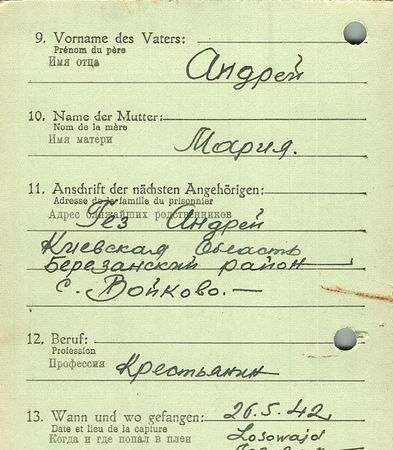 9. Vorname des Vaters:
Prénom du père
Имя отца
Андрей
10. Name der Mutter:
Nom de la mère
Имя матери
Мария.
11. Anschrift der nächsten Angehörigen:
Adresse de la famille du prisonnier
Адрес ближайших родственников
Гез Андрей
Киевская Область
Березанский район
с. Войково.—
12. Beruf:
Profession
Профессия
Крестьянин
13. Wann und wo gefangen: 26.5.42
Date et lieu de la capture
Когда и где попал в плен
Losowajd